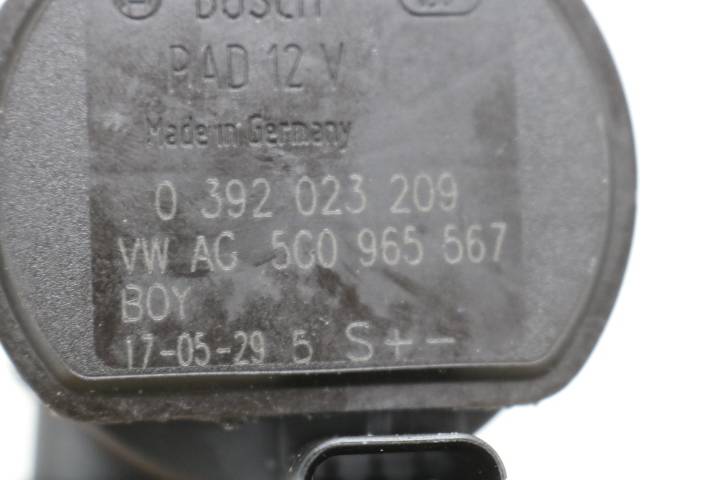 BOSCH
PAD 12 V
Made in Germany
0 392 023 209
VW AG 5G0 965 567
BOY
17-05-29 5 S + -